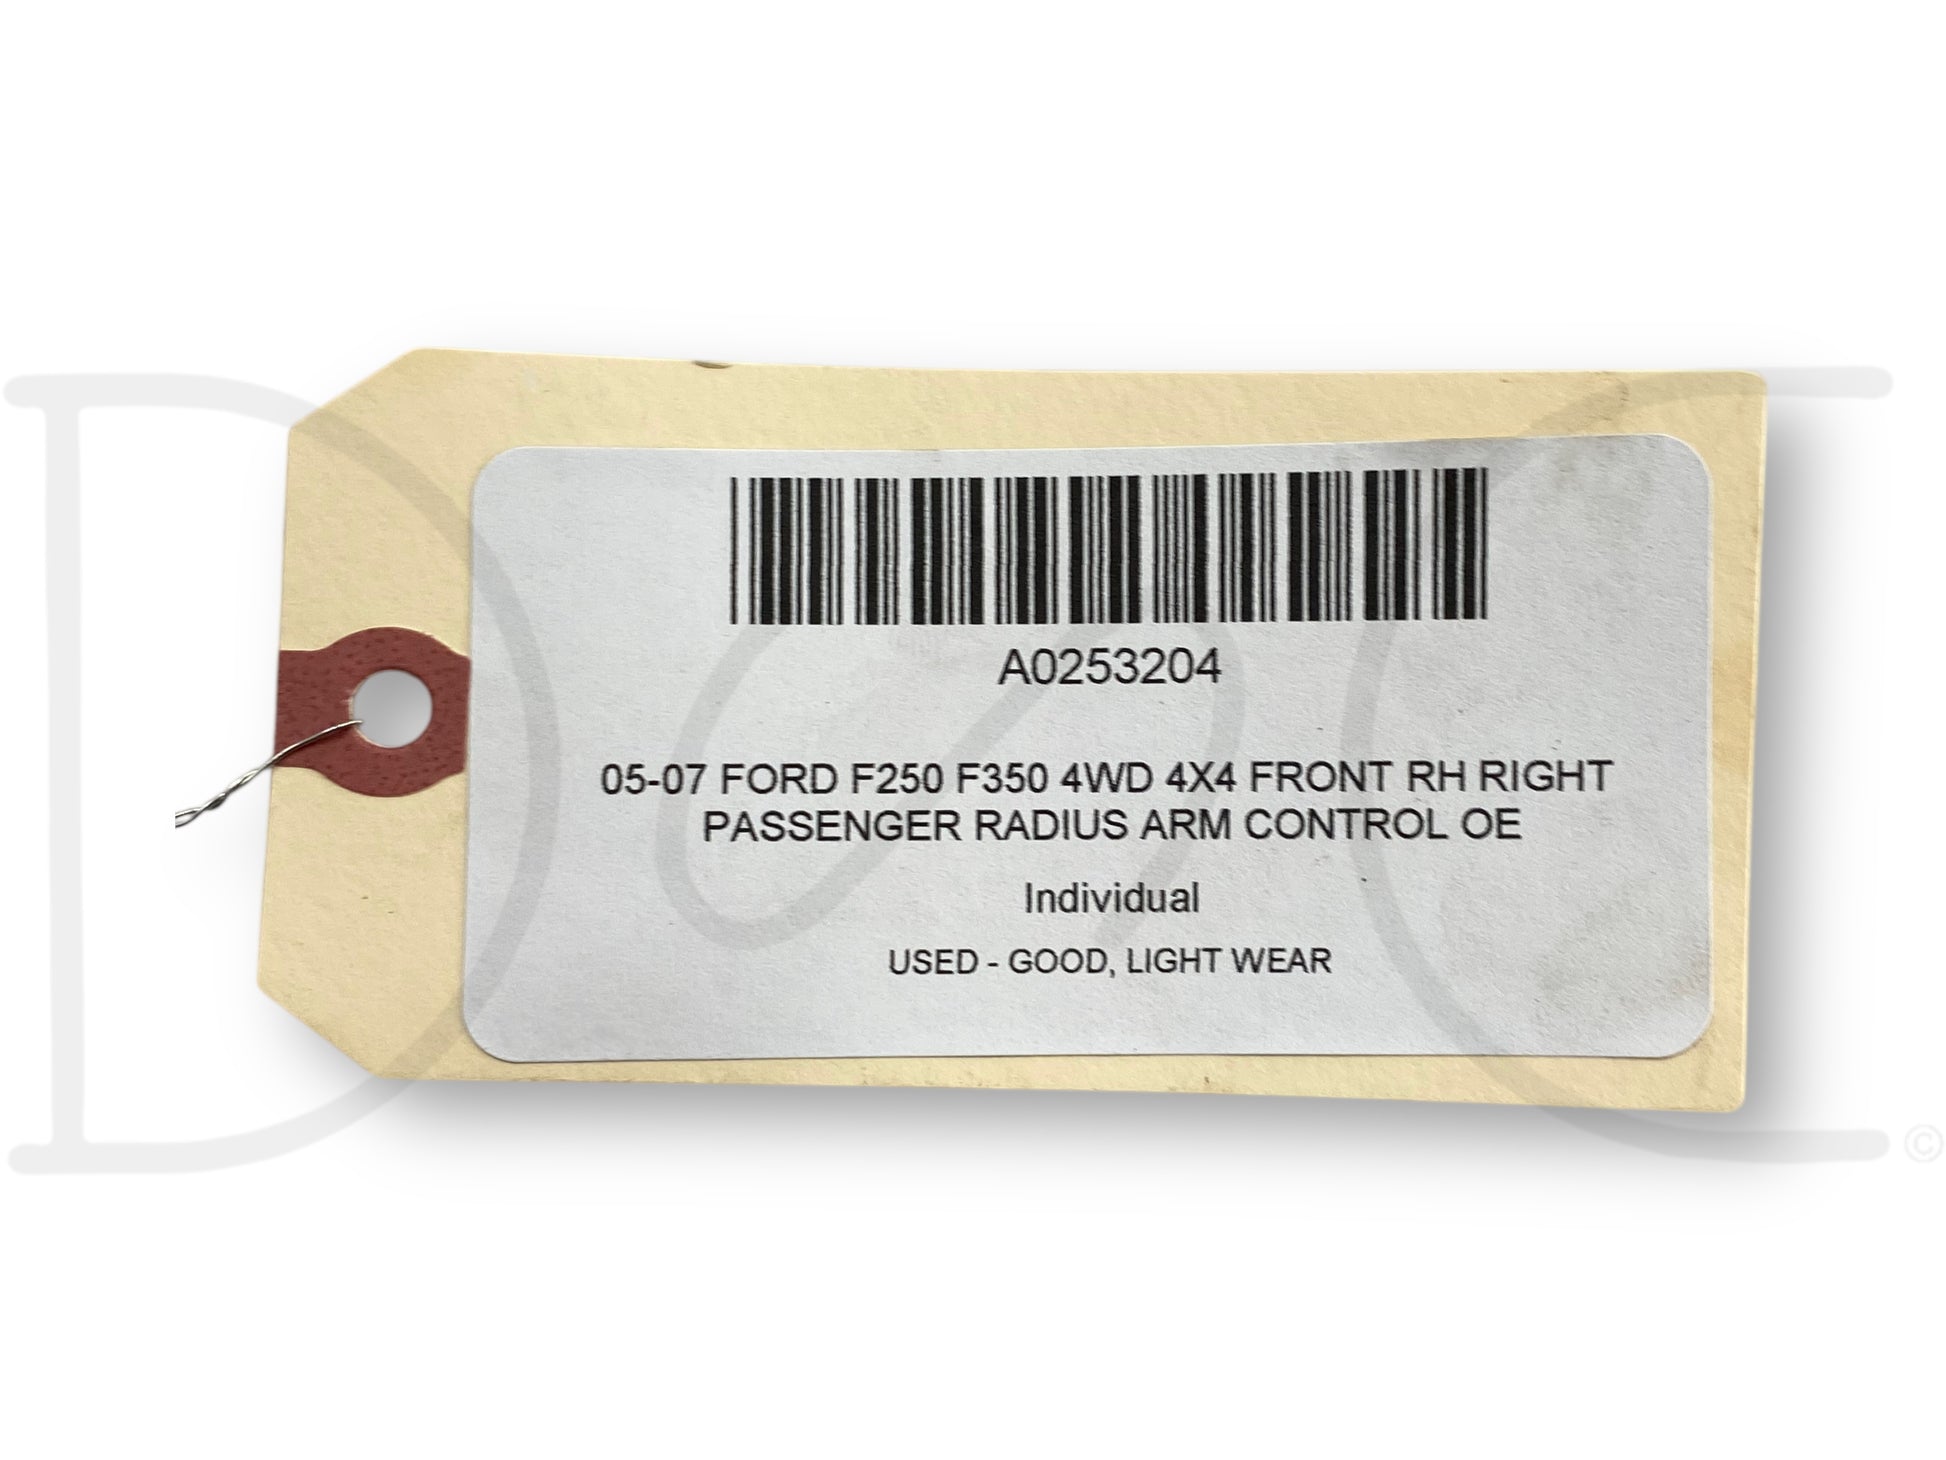 A0253204
05-07 FORD F250 F350 4WD 4X4 FRONT RH RIGHT
PASSENGER RADIUS ARM CONTROL OE
Individual
USED - GOOD, LIGHT WEAR
©